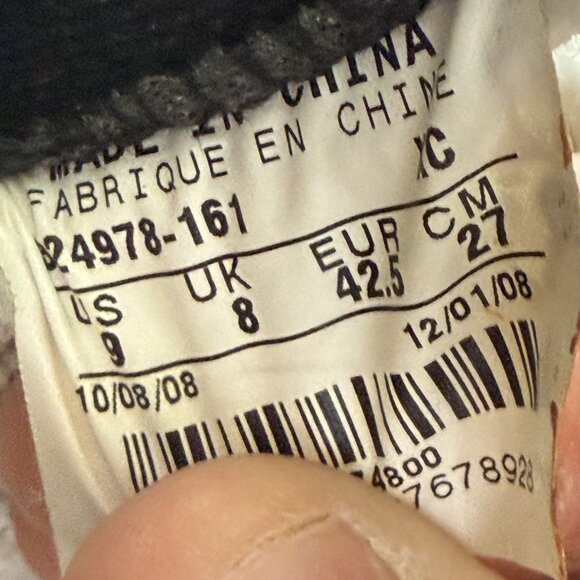 MADE IN CHINA
FABRIQUE EN CHINE
XC
324978-161
US UK EUR CM
9 8 42.5 27
10/08/08 12/01/08
4800
7678928